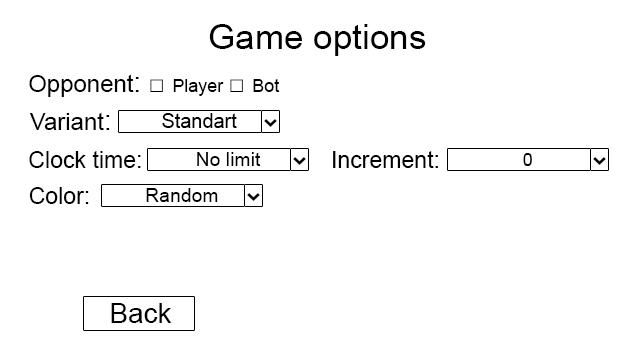 Game options
Opponent: ☐ Player ☐ Bot
Variant: Standart
Clock time: No limit Increment: 0
Color: Random
Back